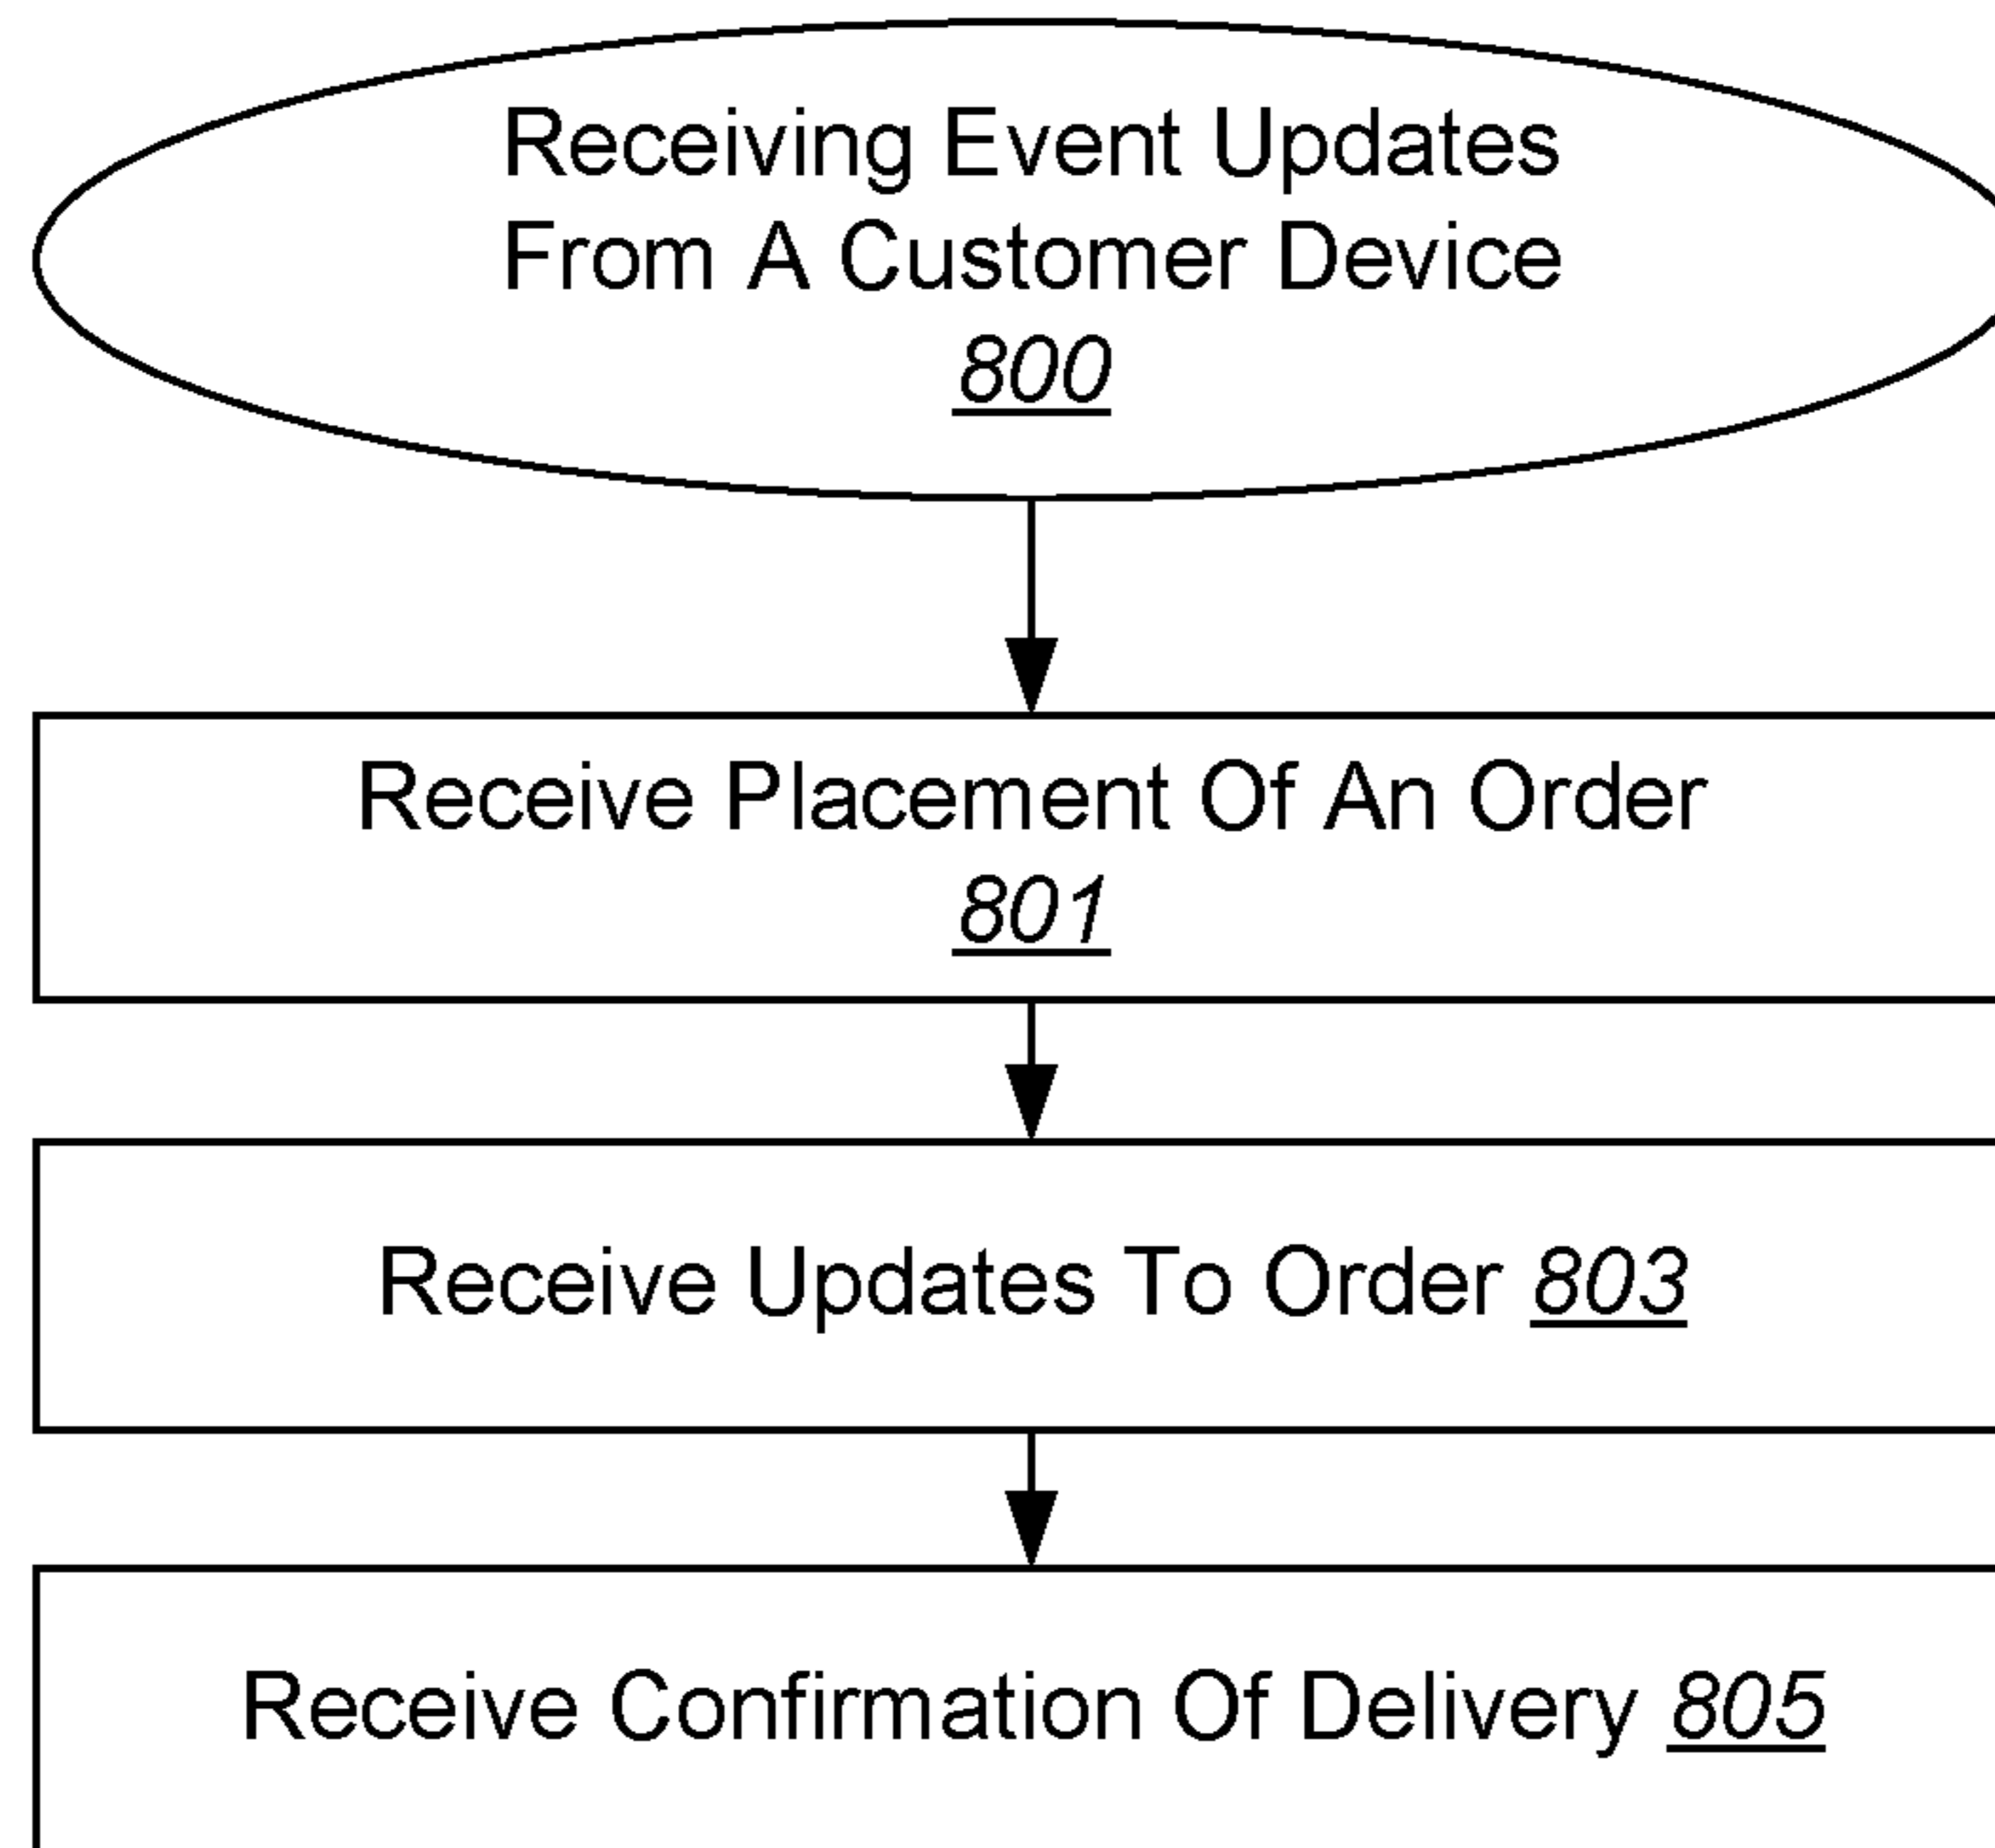 Receiving Event Updates
From A Customer Device
800
Receive Placement Of An Order
801
Receive Updates To Order 803
Receive Confirmation Of Delivery 805